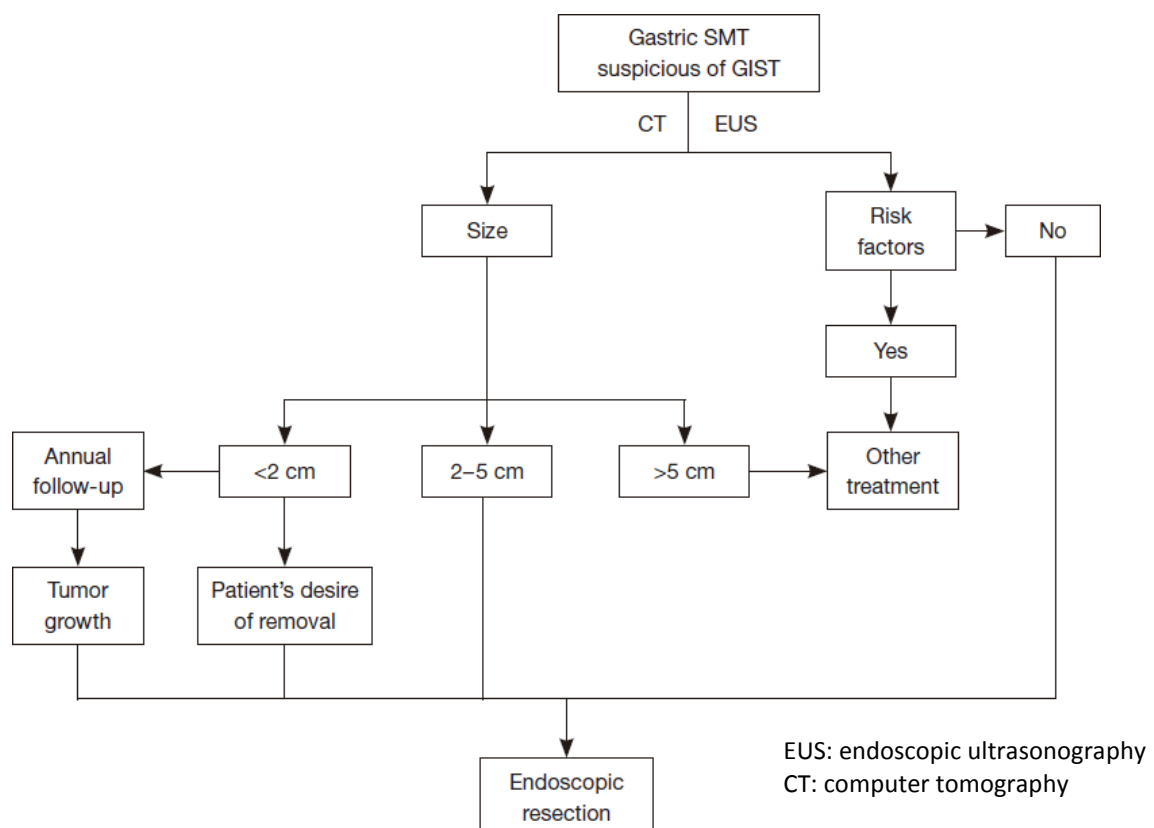 Gastric SMT
suspicious of GIST
CT
EUS
Size
Risk
factors
No
Yes
Annual
follow-up
<2 cm
2–5 cm
>5 cm
Other
treatment
Tumor
growth
Patient's desire
of removal
Endoscopic
resection
EUS: endoscopic ultrasonography
CT: computer tomography